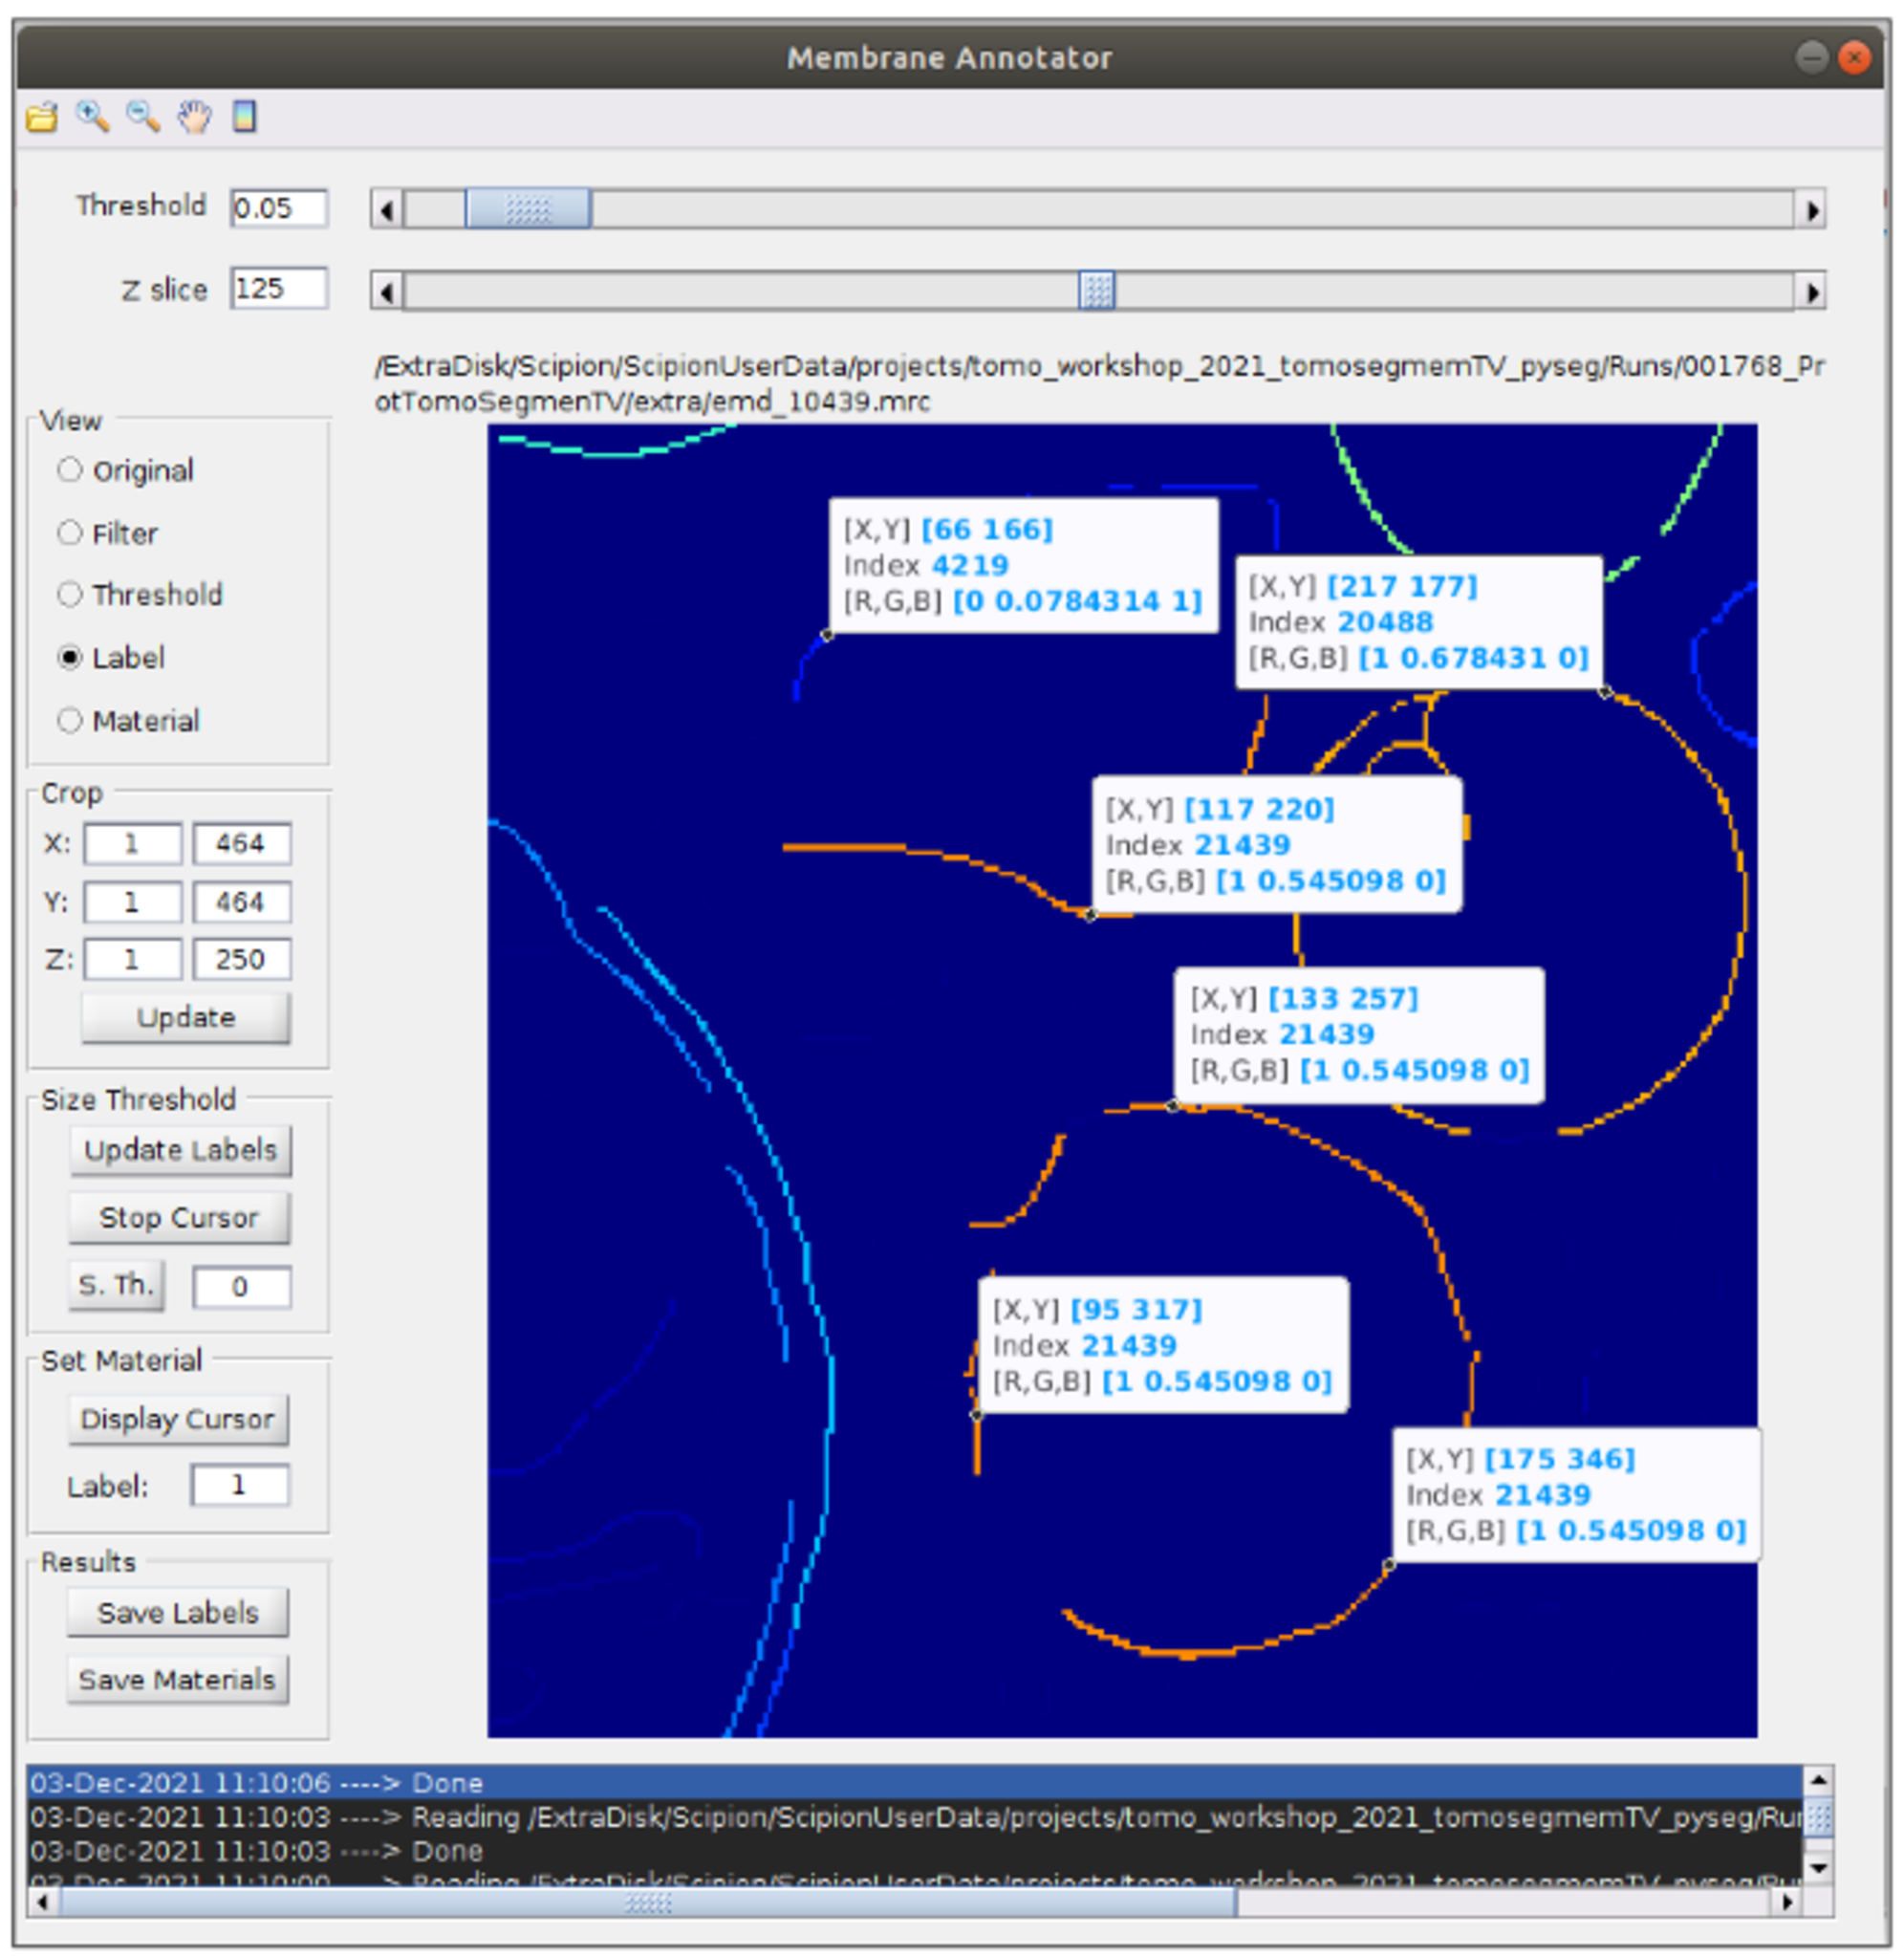 Membrane Annotator
Threshold 0.05
Z slice 125
/ExtraDisk/Scipion/ScipionUserData/projects/tomo_workshop_2021_tomosegmemTV_pyseg/Runs/001768_Pr
otTomoSegmenTV/extra/emd_10439.mrc
View
Original
Filter
Threshold
Label
Material
Crop
X: 1 464
Y: 1 464
Z: 1 250
Update
Size Threshold
Update Labels
Stop Cursor
S. Th. 0
Set Material
Display Cursor
Label: 1
Results
Save Labels
Save Materials
[X,Y] [66 166]
Index 4219
[R,G,B] [0 0.0784314 1]
[X,Y] [217 177]
Index 20488
[R,G,B] [1 0.678431 0]
[X,Y] [117 220]
Index 21439
[R,G,B] [1 0.545098 0]
[X,Y] [133 257]
Index 21439
[R,G,B] [1 0.545098 0]
[X,Y] [95 317]
Index 21439
[R,G,B] [1 0.545098 0]
[X,Y] [175 346]
Index 21439
[R,G,B] [1 0.545098 0]
03-Dec-2021 11:10:06 ----> Done
03-Dec-2021 11:10:03 ----> Reading /ExtraDisk/Scipion/ScipionUserData/projects/tomo_workshop_2021_tomosegmemTV_pyseg/Rur
03-Dec-2021 11:10:03 ----> Done